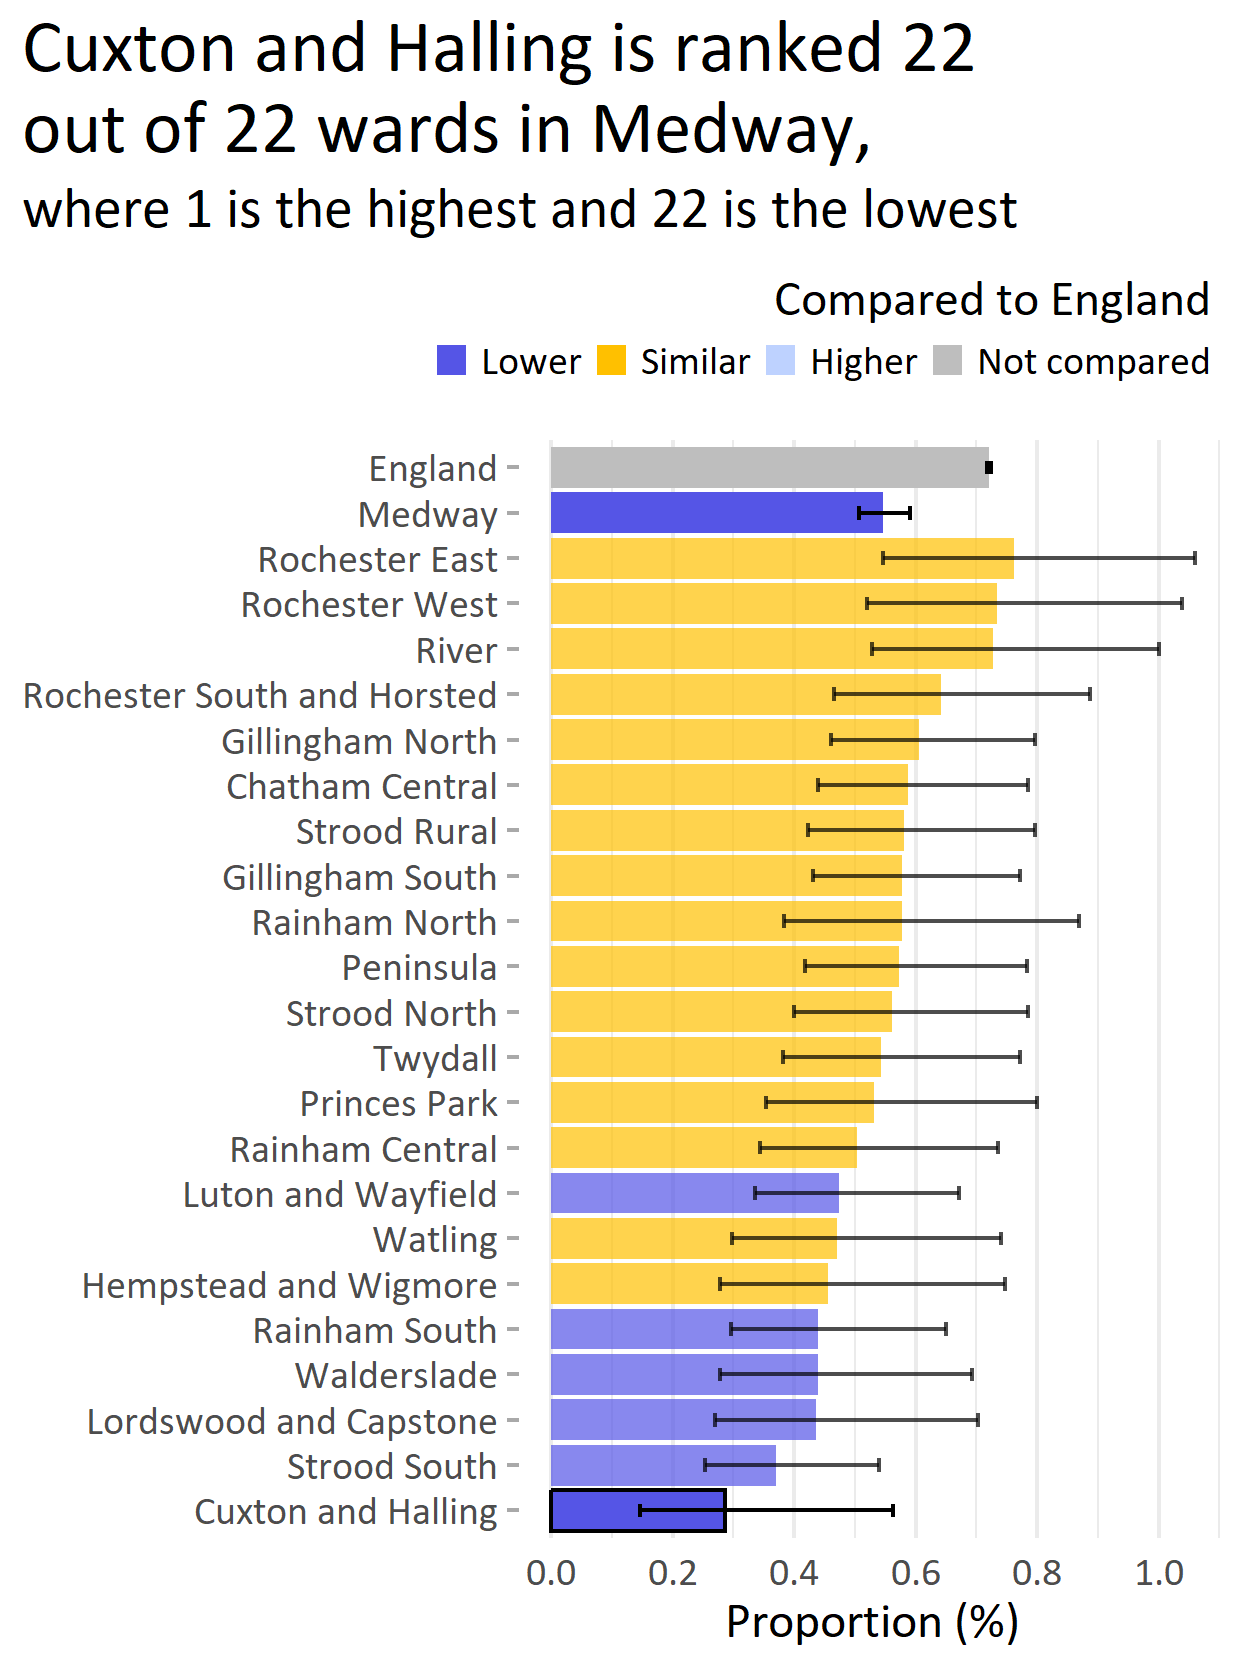 Cuxton and Halling is ranked 22
out of 22 wards in Medway,
where 1 is the highest and 22 is the lowest
Compared to England
Lower Similar Higher Not compared
England
Medway
Rochester East
Rochester West
River
Rochester South and Horsted
Gillingham North
Chatham Central
Strood Rural
Gillingham South
Rainham North
Peninsula
Strood North
Twydall
Princes Park
Rainham Central
Luton and Wayfield
Watling
Hempstead and Wigmore
Rainham South
Walderslade
Lordswood and Capstone
Strood South
Cuxton and Halling
0.0 0.2 0.4 0.6 0.8 1.0
Proportion (%)